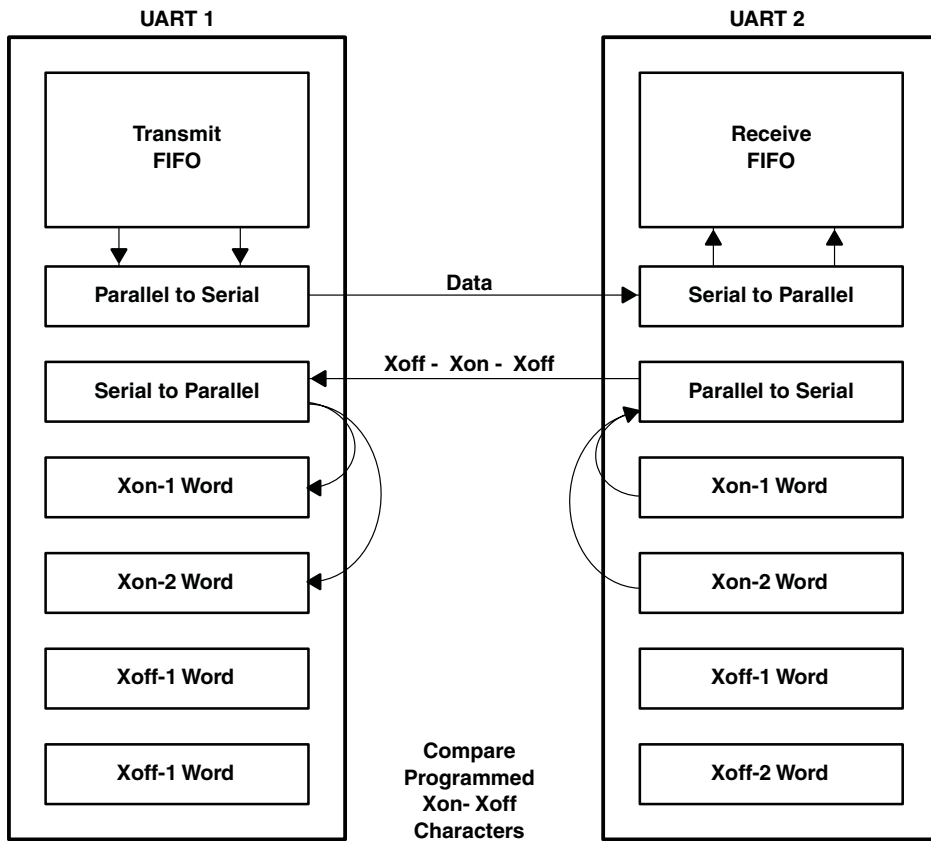 UART 1
UART 2
Transmit
FIFO
Receive
FIFO
Parallel to Serial
Data
Serial to Parallel
Serial to Parallel
Xoff - Xon - Xoff
Parallel to Serial
Xon-1 Word
Xon-1 Word
Xon-2 Word
Xon-2 Word
Xoff-1 Word
Xoff-1 Word
Xoff-1 Word
Compare
Programmed
Xon- Xoff
Characters
Xoff-2 Word